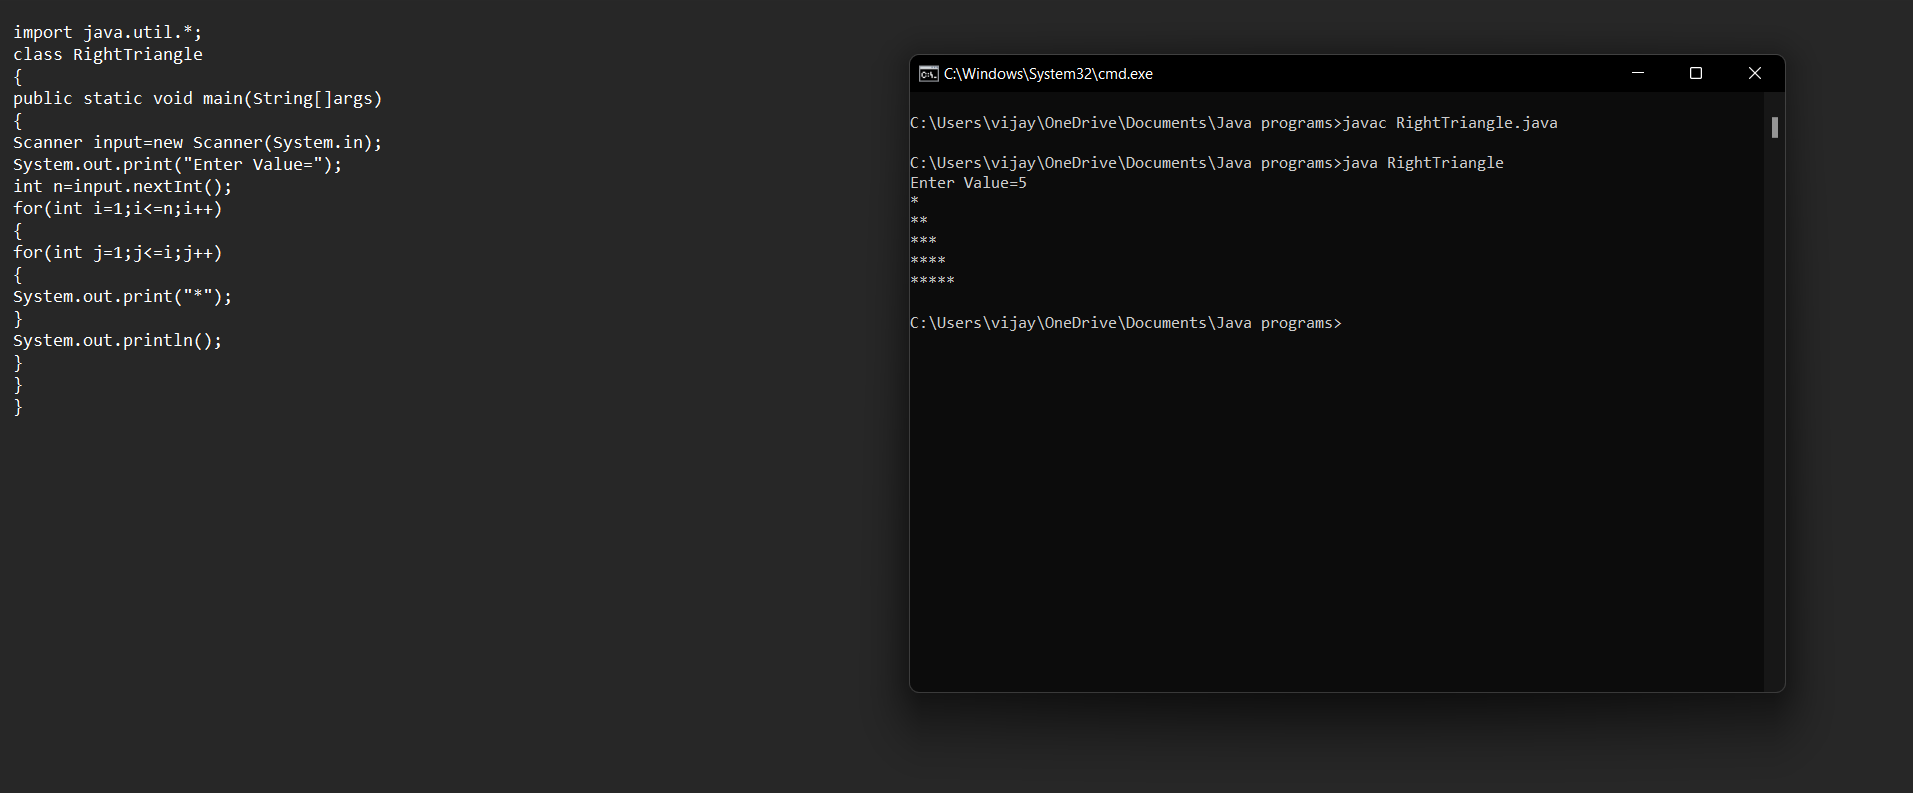 import java.util.*;
class RightTriangle
{
public static void main(String[]args)
{
Scanner input=new Scanner(System.in);
System.out.print("Enter Value=");
int n=input.nextInt();
for(int i=1;i<=n;i++)
{
for(int j=1;j<=i;j++)
{
System.out.print("*");
}
System.out.println();
}
}
}
C:\Windows\System32\cmd.exe
C:\Users\vijay\OneDrive\Documents\Java programs>javac RightTriangle.java
C:\Users\vijay\OneDrive\Documents\Java programs>java RightTriangle
Enter Value=5
*
**
***
****
*****
C:\Users\vijay\OneDrive\Documents\Java programs>